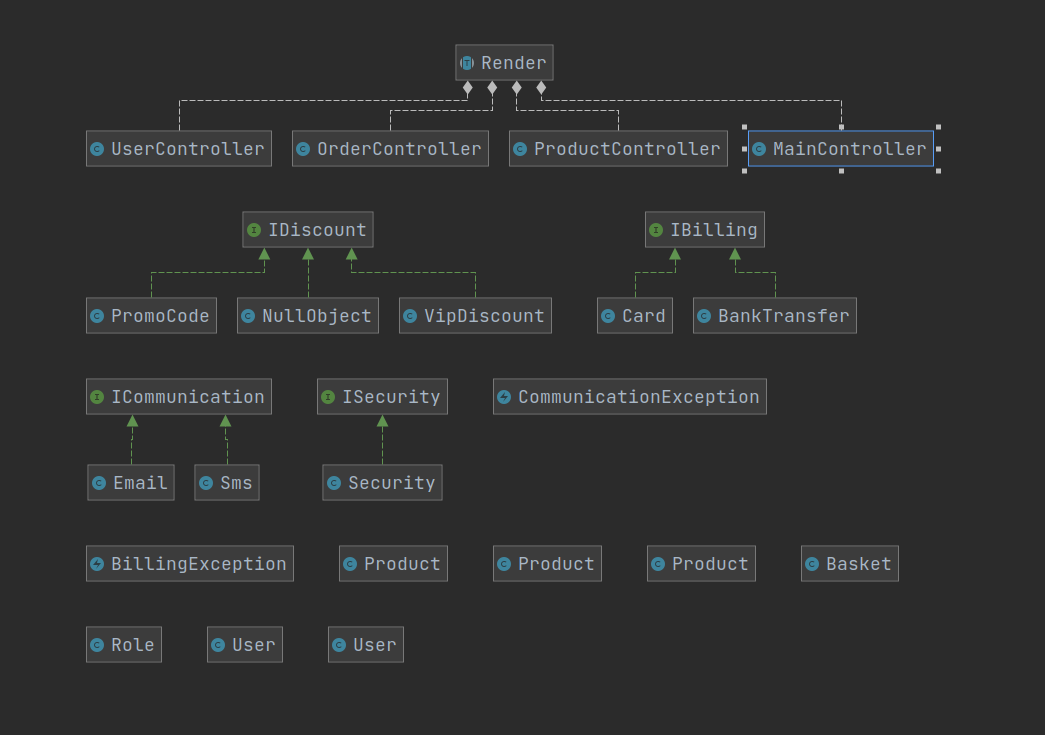 Render
UserController OrderController ProductController MainController
IDiscount IBilling
PromoCode NullObject VipDiscount Card BankTransfer
ICommunication ISecurity CommunicationException
Email Sms Security
BillingException Product Product Product Basket
Role User User